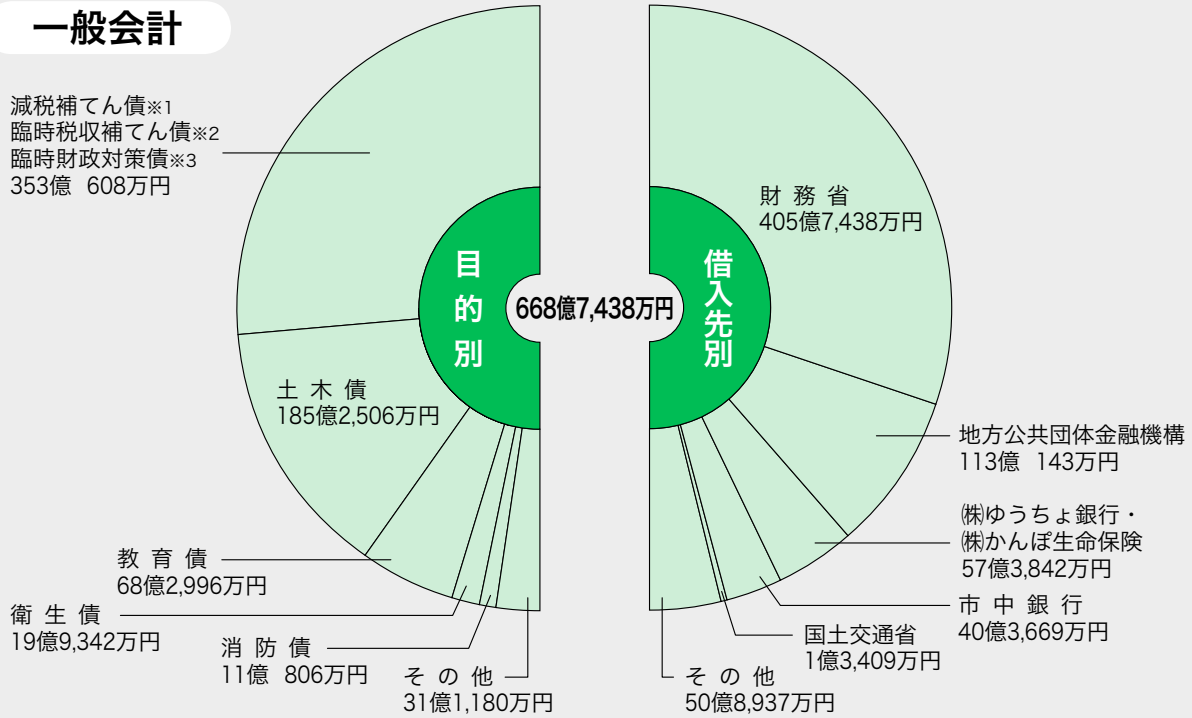 一般会計
減税補てん債※1
臨時税収補てん債※2
臨時財政対策債※3
353億 608万円
土木債
185億2,506万円
教育債
68億2,996万円
衛生債
19億9,342万円
消防債
11億 806万円
その他
31億1,180万円
目的別
668億7,438万円
借入先別
財務省
405億7,438万円
地方公共団体金融機構
113億 143万円
㈱ゆうちょ銀行・
㈱かんぽ生命保険
57億3,842万円
市中銀行
40億3,669万円
国土交通省
1億3,409万円
その他
50億8,937万円